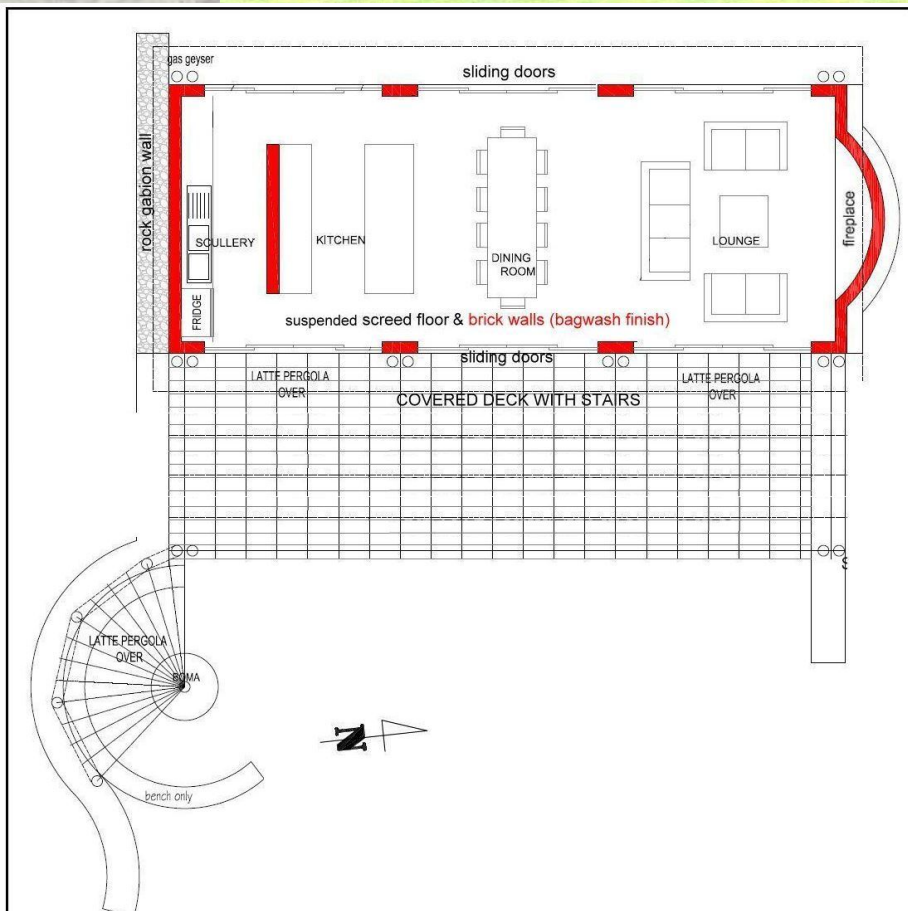 gas geyser
sliding doors
rock gabion wall
SCULLERY
KITCHEN
DINING
ROOM
LOUNGE
fireplace
FRIDGE
suspended screed floor & brick walls (bagwash finish)
sliding doors
LATTE PERGOLA
OVER
LATTE PERGOLA
OVER
COVERED DECK WITH STAIRS
S
LATTE PERGOLA
OVER
BOMA
N
bench only